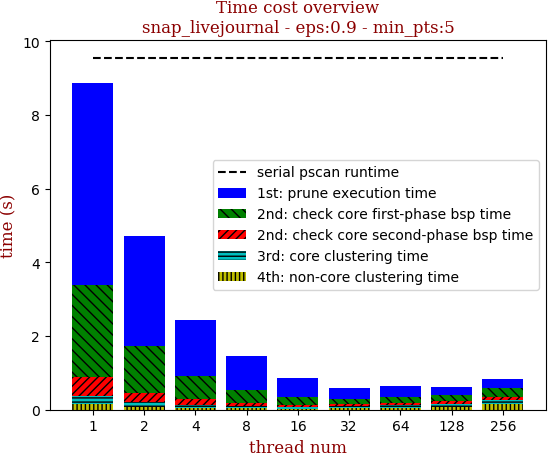 Time cost overview
snap_livejournal - eps:0.9 - min_pts:5
10
8
6
4
2
0
time (s)
serial pscan runtime
1st: prune execution time
2nd: check core first-phase bsp time
2nd: check core second-phase bsp time
3rd: core clustering time
4th: non-core clustering time
1 2 4 8 16 32 64 128 256
thread num